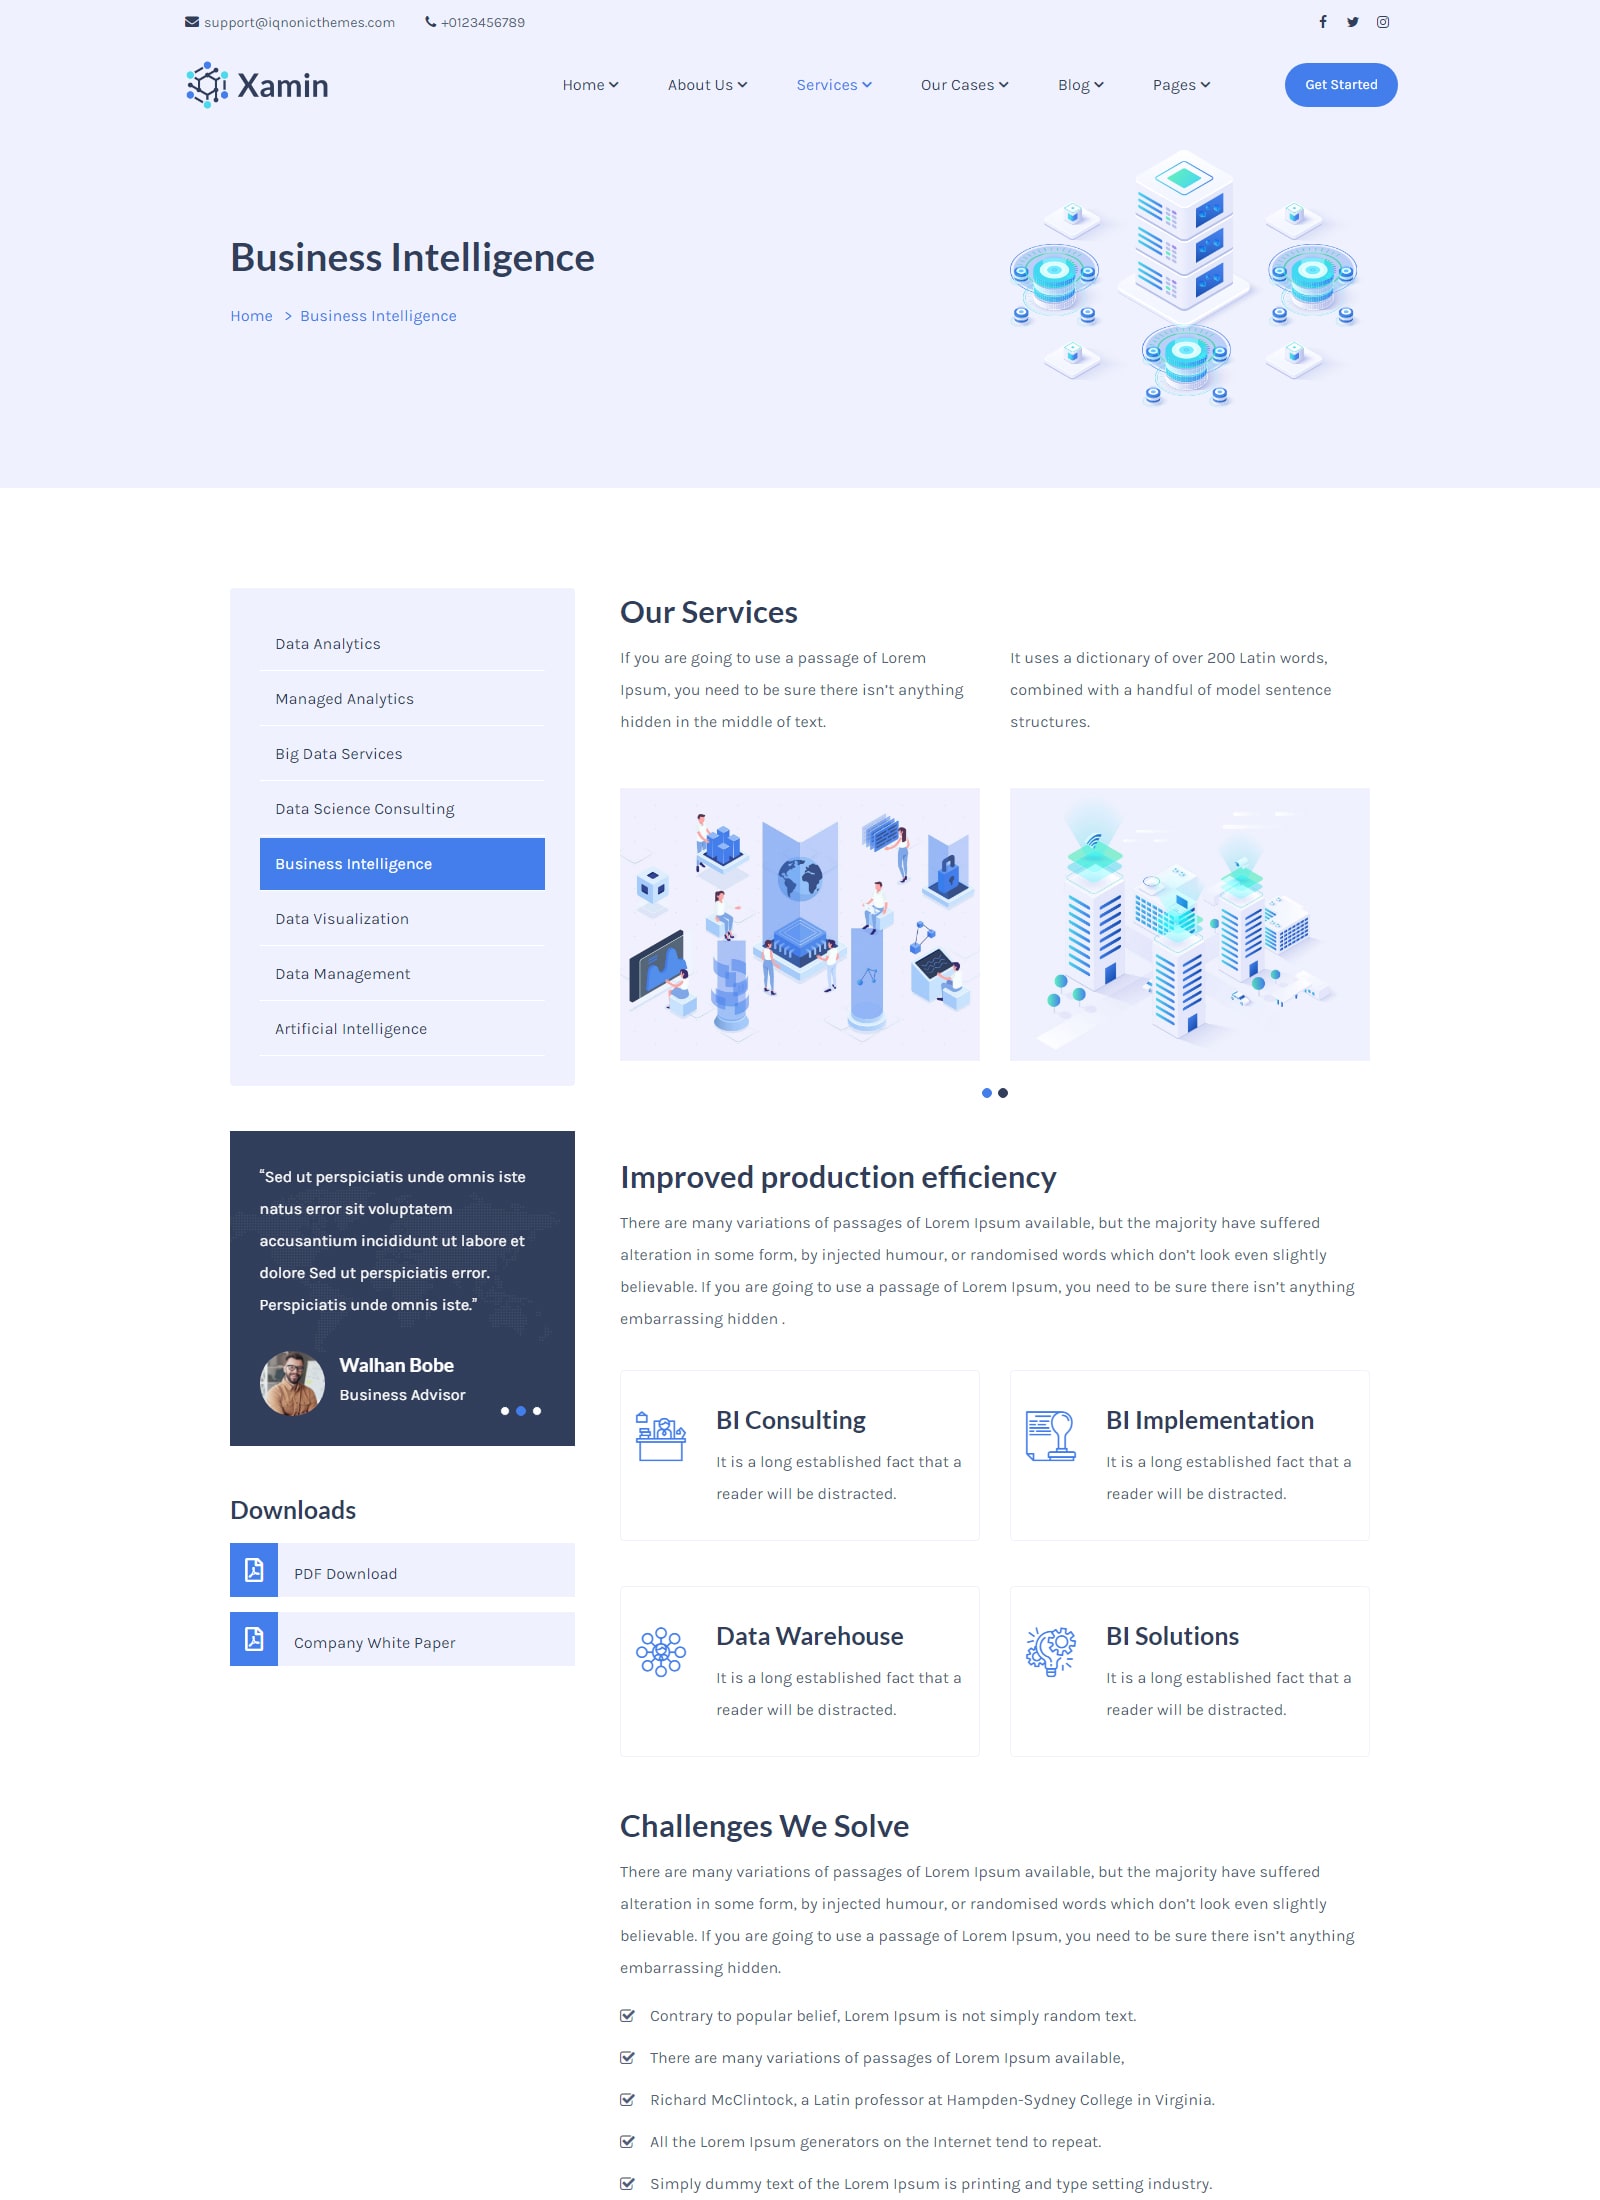 support@iqnonicthemes.com +0123456789
Xamin
Home About Us Services Our Cases Blog Pages Get Started
Business Intelligence
Home > Business Intelligence
Data Analytics
Managed Analytics
Big Data Services
Data Science Consulting
Business Intelligence
Data Visualization
Data Management
Artificial Intelligence
“Sed ut perspiciatis unde omnis iste
natus error sit voluptatem
accusantium incididunt ut labore et
dolore Sed ut perspiciatis error.
Perspiciatis unde omnis iste.”
Walhan Bobe
Business Advisor
Downloads
PDF Download
Company White Paper
Our Services
If you are going to use a passage of Lorem
Ipsum, you need to be sure there isn’t anything
hidden in the middle of text.
It uses a dictionary of over 200 Latin words,
combined with a handful of model sentence
structures.
Improved production efficiency
There are many variations of passages of Lorem Ipsum available, but the majority have suffered
alteration in some form, by injected humour, or randomised words which don’t look even slightly
believable. If you are going to use a passage of Lorem Ipsum, you need to be sure there isn’t anything
embarrassing hidden .
BI Consulting
It is a long established fact that a
reader will be distracted.
BI Implementation
It is a long established fact that a
reader will be distracted.
Data Warehouse
It is a long established fact that a
reader will be distracted.
BI Solutions
It is a long established fact that a
reader will be distracted.
Challenges We Solve
There are many variations of passages of Lorem Ipsum available, but the majority have suffered
alteration in some form, by injected humour, or randomised words which don’t look even slightly
believable. If you are going to use a passage of Lorem Ipsum, you need to be sure there isn’t anything
embarrassing hidden.
Contrary to popular belief, Lorem Ipsum is not simply random text.
There are many variations of passages of Lorem Ipsum available,
Richard McClintock, a Latin professor at Hampden-Sydney College in Virginia.
All the Lorem Ipsum generators on the Internet tend to repeat.
Simply dummy text of the Lorem Ipsum is printing and type setting industry.